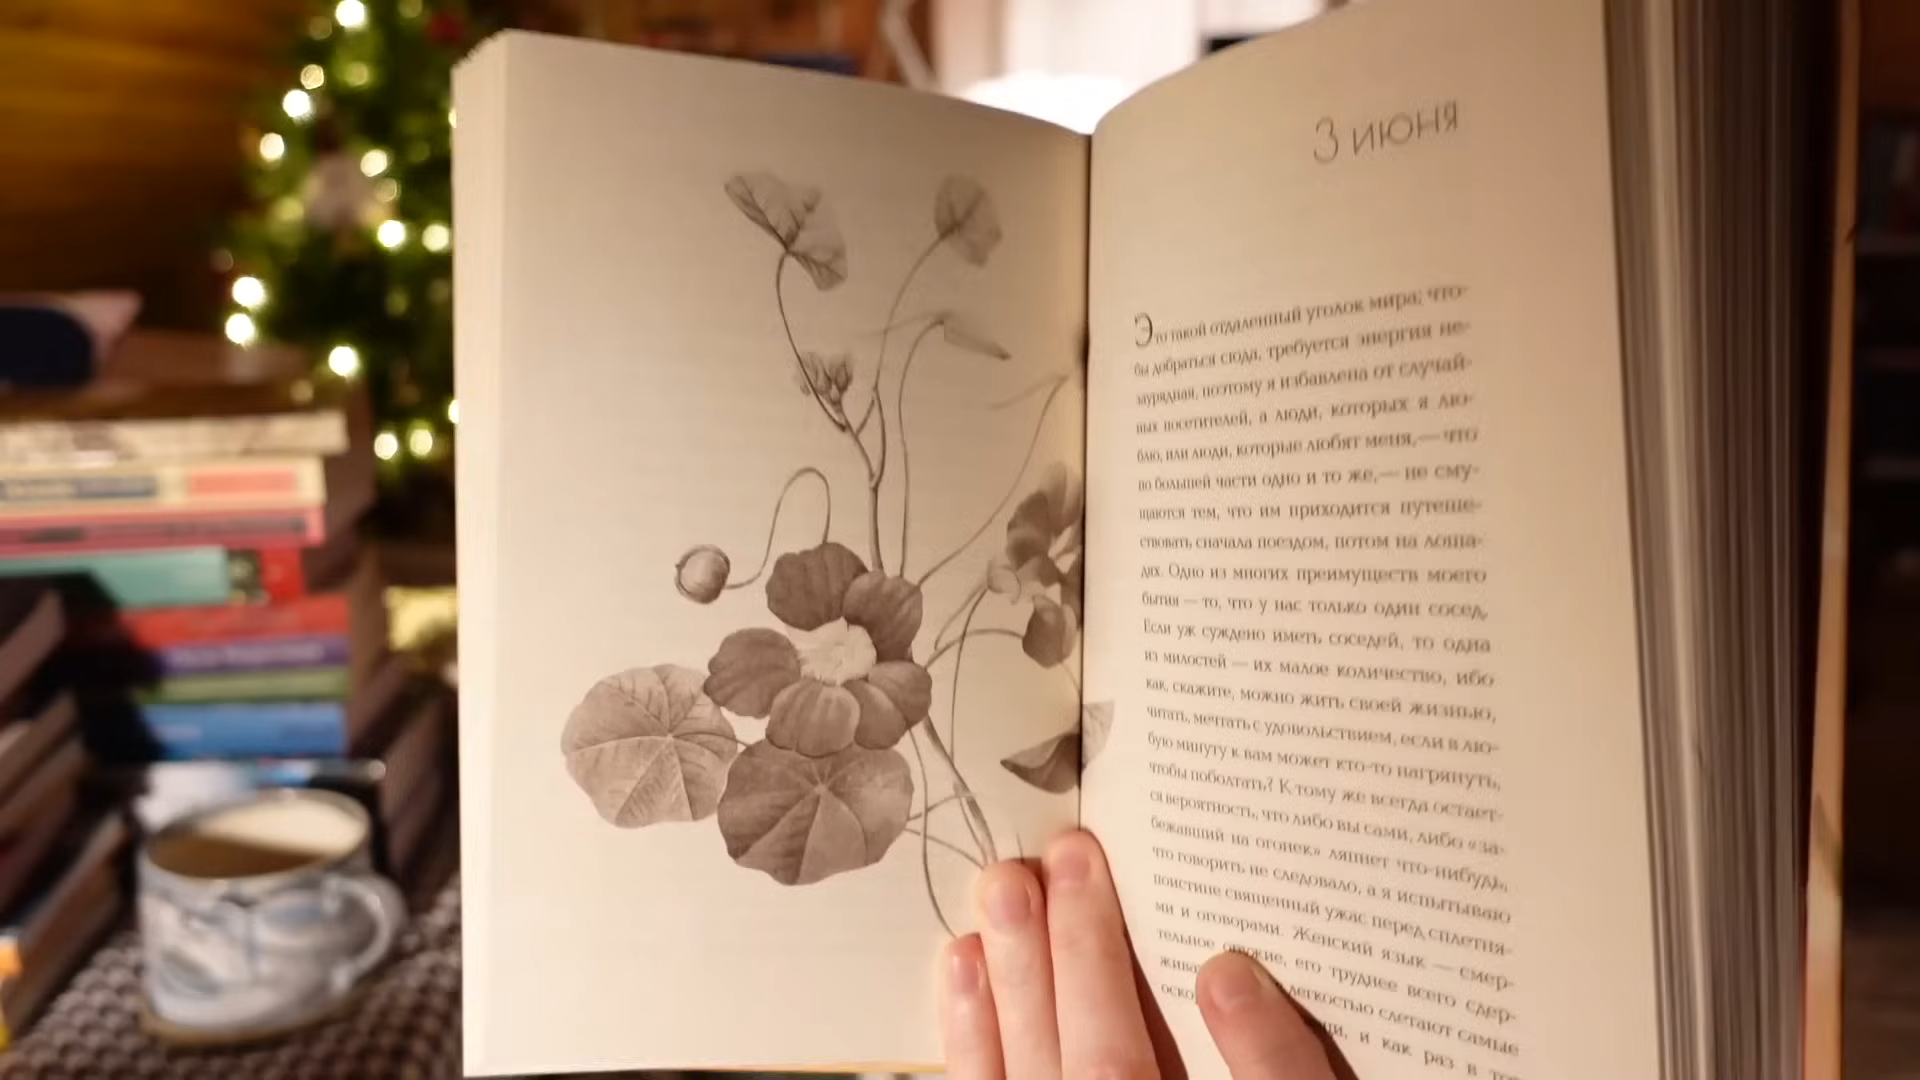 3 июня
Это такой отдаленный уголок мира; что-
бы добраться сюда, требуется энергия не-
заурядная, поэтому я избавлена от случай-
ных посетителей, а люди, которых я лю-
блю, или люди, которые любят меня,— что
по большей части одно и то же,— не сму-
щаются тем, что им приходится путеше-
ствовать сначала поездом, потом на лоша-
дях. Одно из многих преимуществ моего
бытия — то, что у нас только один сосед.
Если уж суждено иметь соседей, то одна
из милостей — их малое количество, ибо
как, скажите, можно жить своей жизнью,
читать, мечтать с удовольствием, если в лю-
бую минуту к вам может кто-то нагрянуть,
чтобы поболтать? К тому же всегда остает-
ся вероятность, что либо вы сами, либо «за-
бежавший на огонек» ляпнет что-нибудь,
что говорить не следовало, а я испытываю
поистине священный ужас перед сплетня-
ми и оговорами. Женский язык — смер-
тельное оружие, его труднее всего сдер-
жива легкостью слетают самые
оско и, и как раз в то